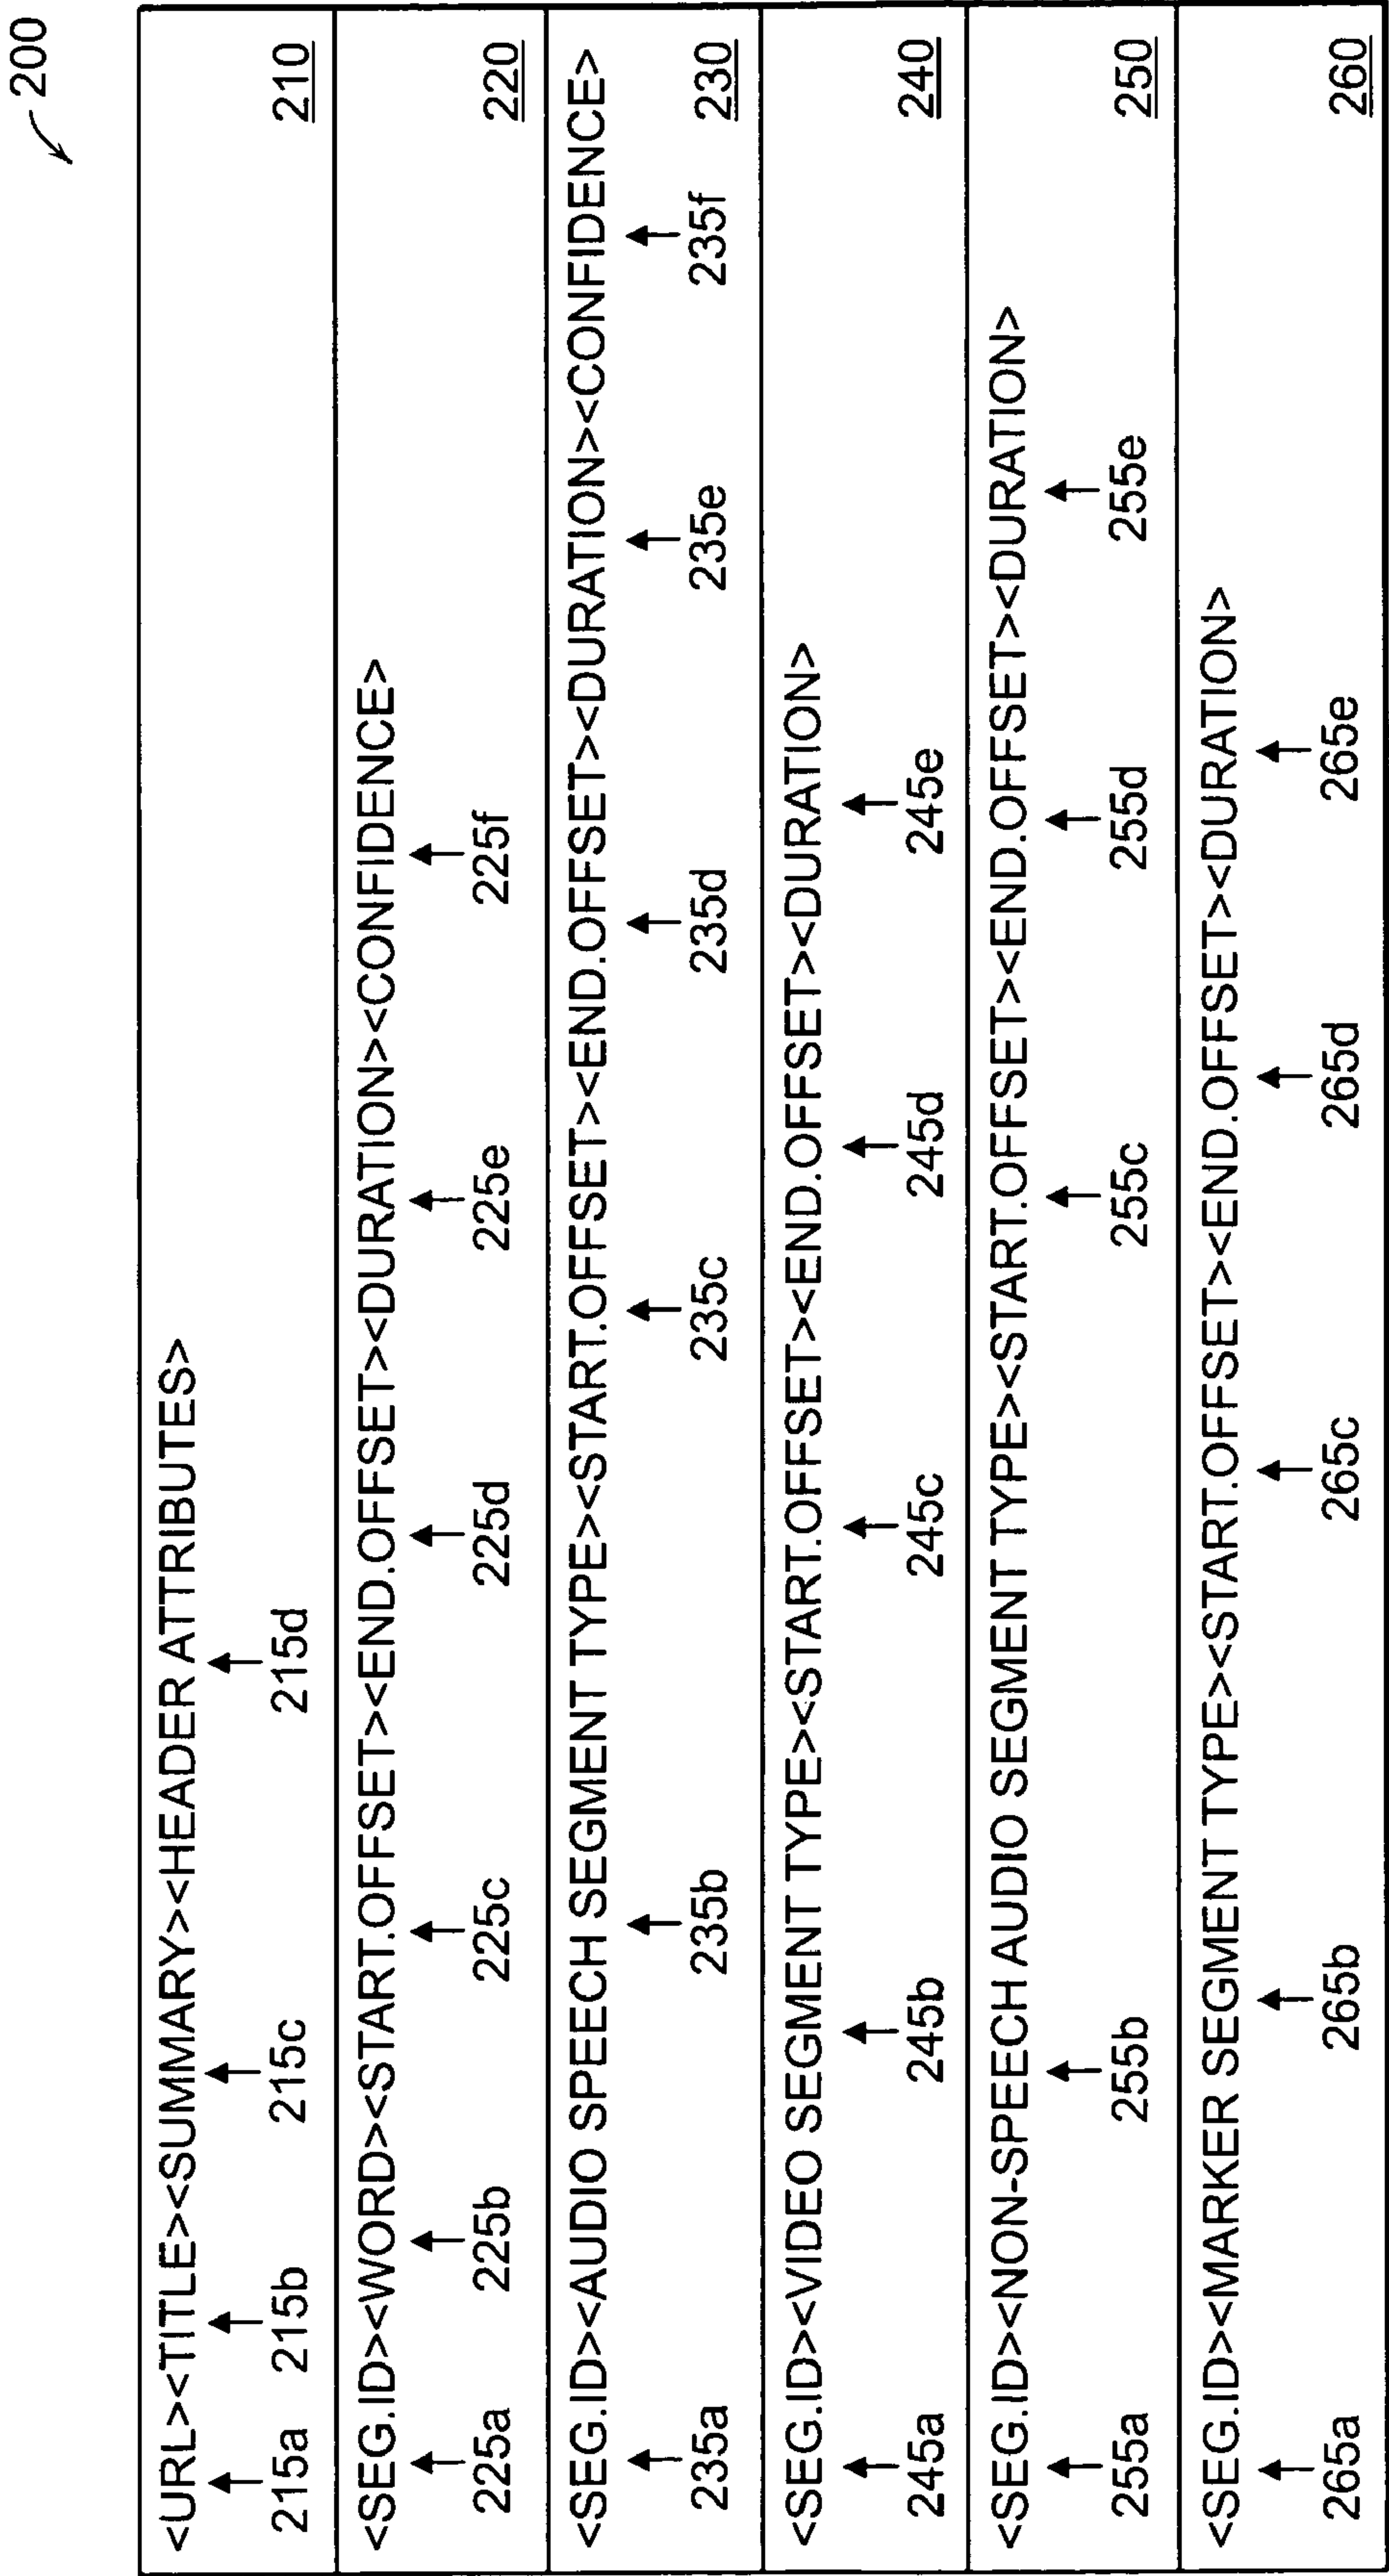 200
<URL><TITLE><SUMMARY><HEADER ATTRIBUTES>
215a 215b 215c 215d 210
<SEG.ID><WORD><START.OFFSET><END.OFFSET><DURATION><CONFIDENCE>
225a 225b 225c 225d 225e 225f 220
<SEG.ID><AUDIO SPEECH SEGMENT TYPE><START.OFFSET><END.OFFSET><DURATION><CONFIDENCE>
235a 235b 235c 235d 235e 235f 230
<SEG.ID><VIDEO SEGMENT TYPE><START.OFFSET><END.OFFSET><DURATION>
245a 245b 245c 245d 245e 240
<SEG.ID><NON-SPEECH AUDIO SEGMENT TYPE><START.OFFSET><END.OFFSET><DURATION>
255a 255b 255c 255d 255e 250
<SEG.ID><MARKER SEGMENT TYPE><START.OFFSET><END.OFFSET><DURATION>
265a 265b 265c 265d 265e 260